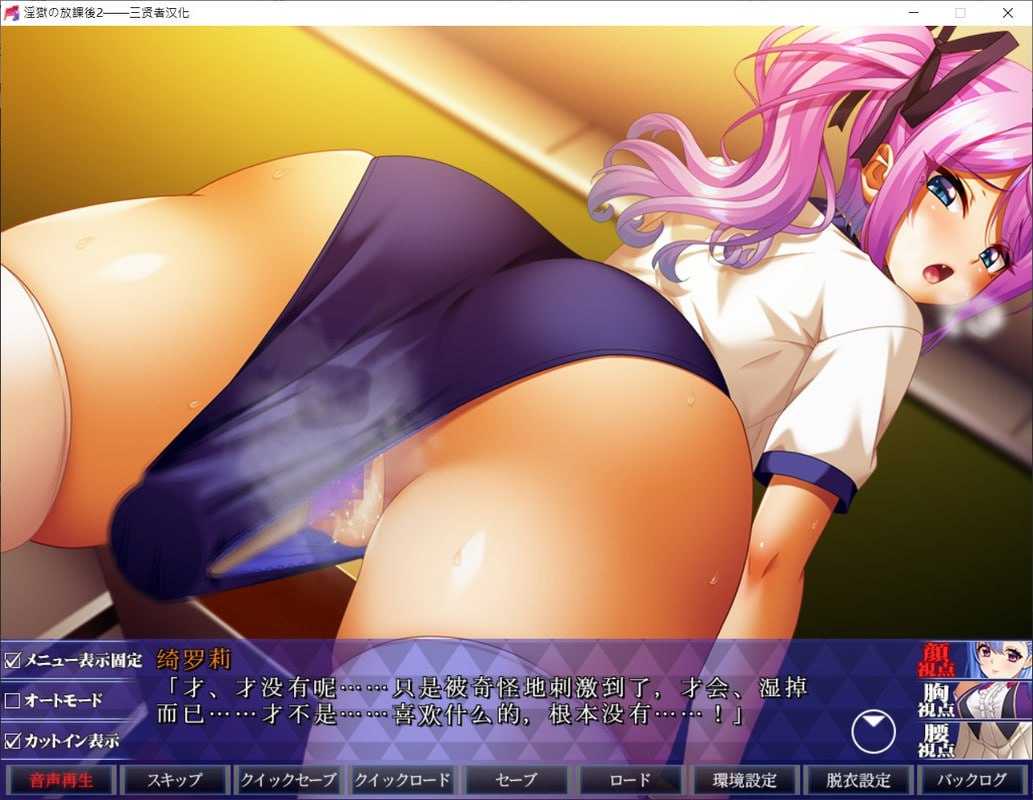 淫獄の放課後2——三贤者汉化
メニュー表示固定
オートモード
カットイン表示
绮罗莉
「才、才没有呢……只是被奇怪地刺激到了，才会、湿掉
而已……才不是……喜欢什么的，根本没有……！」
顔
視点
胸
視点
腰
視点
音声再生 スキップ クイックセーブ クイックロード セーブ ロード 環境設定 脱衣設定 バックログ